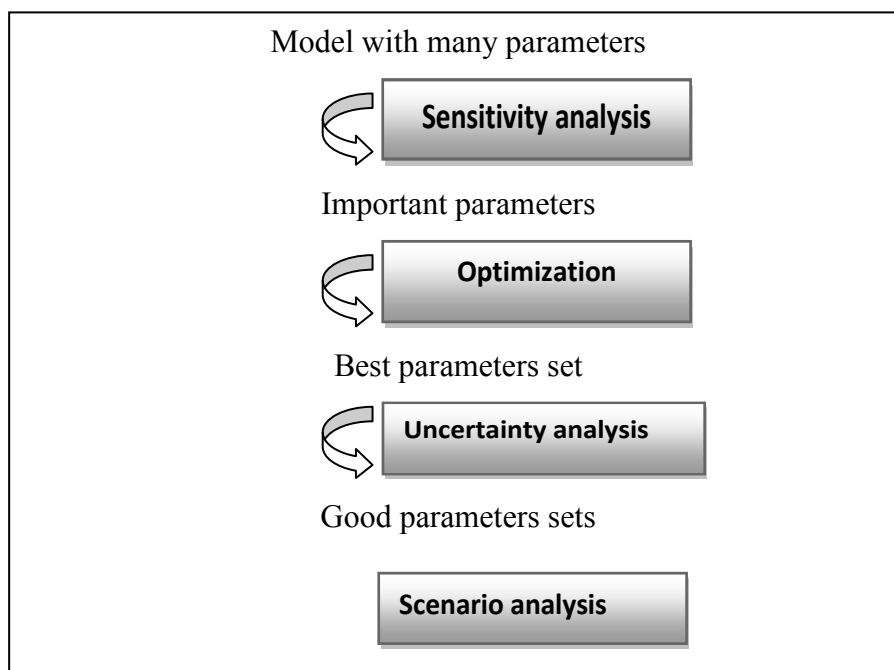 Model with many parameters
Sensitivity analysis
Important parameters
Optimization
Best parameters set
Uncertainty analysis
Good parameters sets
Scenario analysis